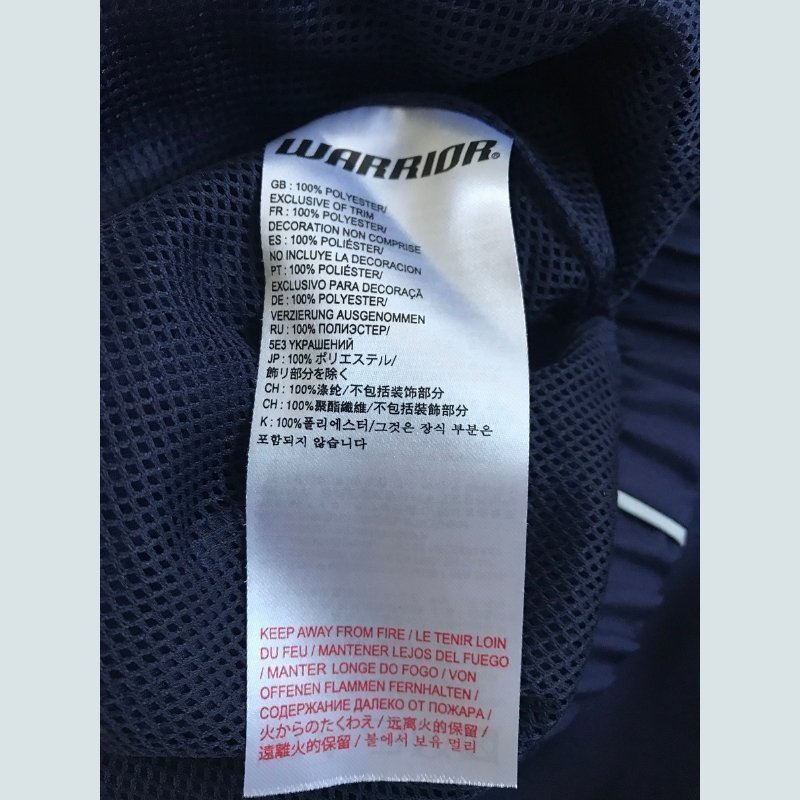 WARRIOR®
GB : 100% POLYESTER/
EXCLUSIVE OF TRIM
FR : 100% POLYESTER/
DECORATION NON COMPRISE
ES : 100% POLIÉSTER/
NO INCLUYE LA DECORACION
PT : 100% POLIÉSTER/
EXCLUSIVO PARA DECORAÇÃ
DE : 100% POLYESTER/
VERZIERUNG AUSGENOMMEN
RU : 100% ПОЛИЭСТЕР/
5E3 УКРАШЕНИЙ
JP : 100% ポリエステル/
飾リ部分を除く
CH : 100%涤纶/不包括装饰部分
CH : 100%聚酯纖維/不包括裝飾部分
K : 100%폴리에스터/그것은 장식 부분은
포함되지 않습니다
KEEP AWAY FROM FIRE / LE TENIR LOIN
DU FEU / MANTENER LEJOS DEL FUEGO
/ MANTER LONGE DO FOGO / VON
OFFENEN FLAMMEN FERNHALTEN /
СОДЕРЖАНИЕ ДАЛЕКО ОТ ПОЖАРА /
火からのたくわえ / 远离火的保留 /
遠離火的保留 / 불에서 보유 멀리